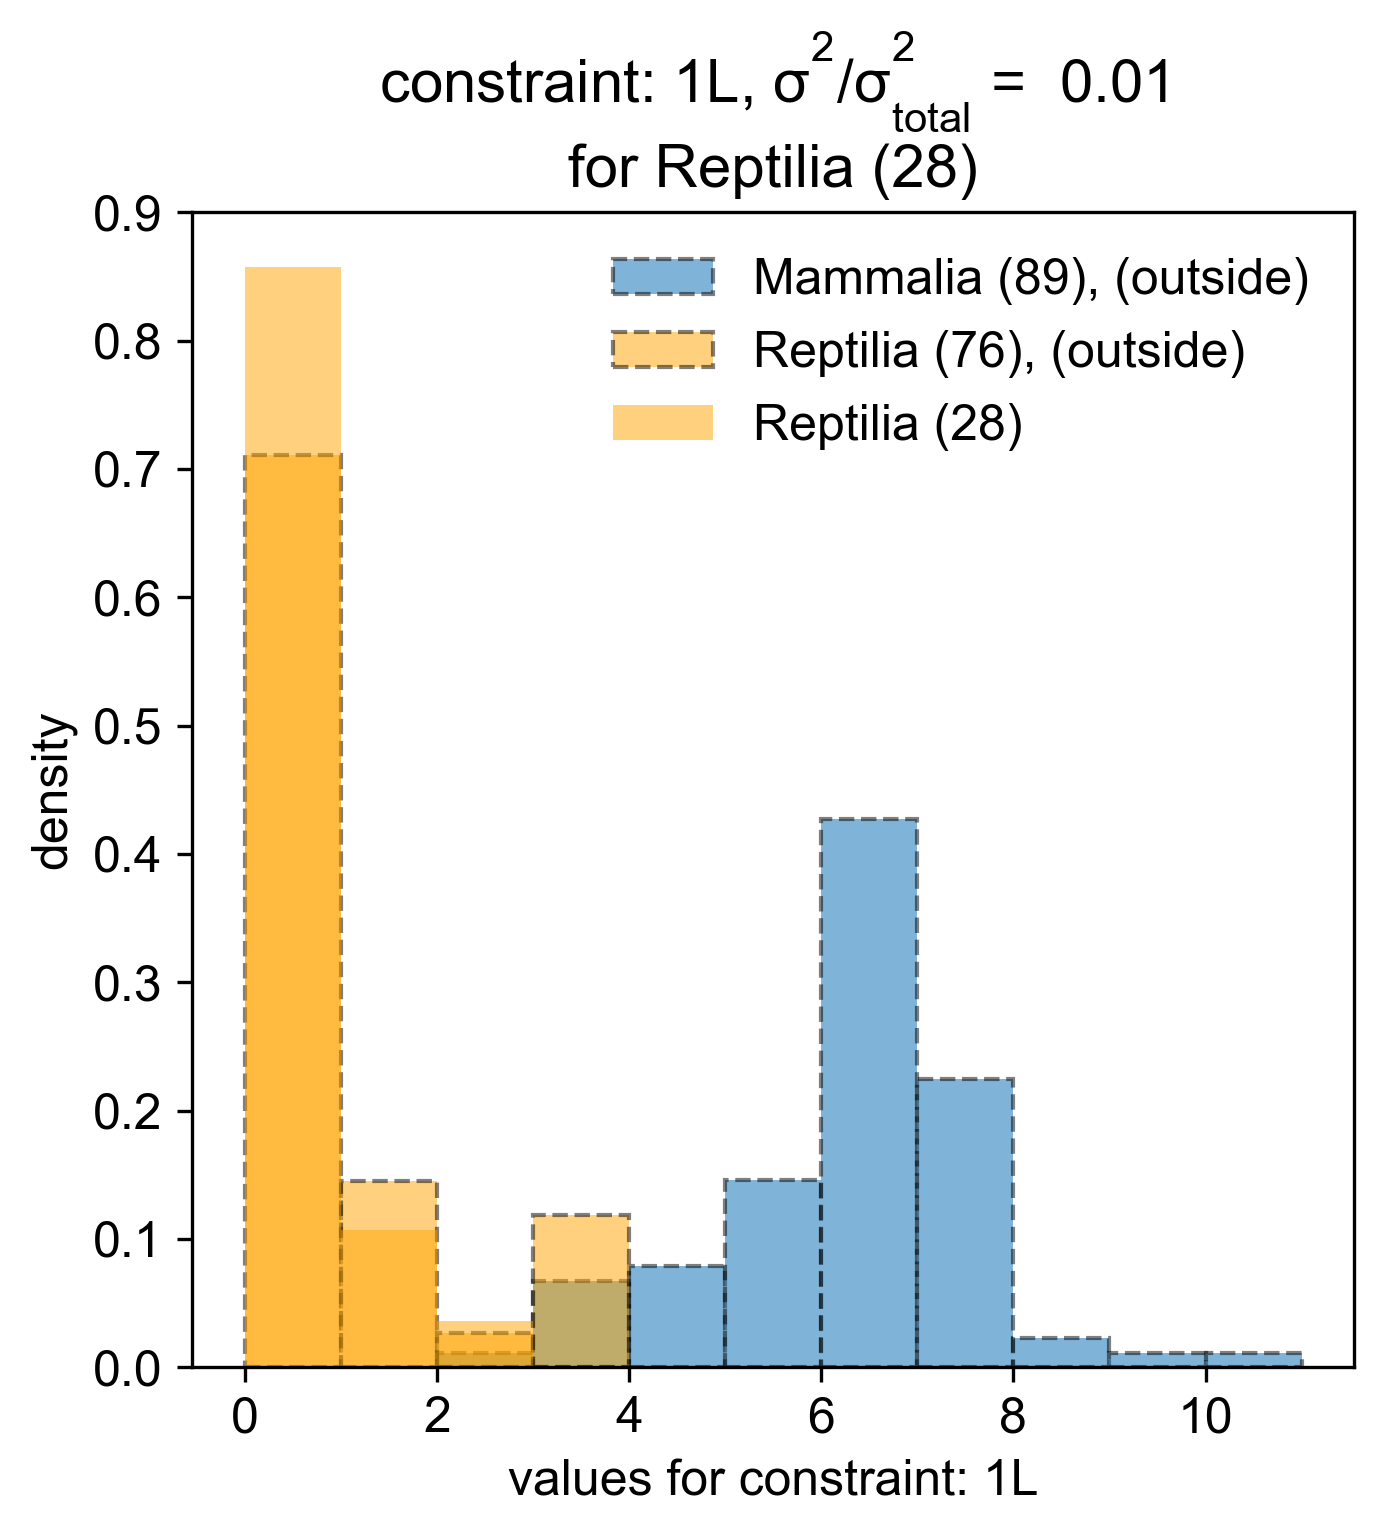 constraint: 1L, σ²/σ²total = 0.01
for Reptilia (28)
Mammalia (89), (outside)
Reptilia (76), (outside)
Reptilia (28)
0.9
0.8
0.7
0.6
0.5
0.4
0.3
0.2
0.1
0.0
density
0 2 4 6 8 10
values for constraint: 1L